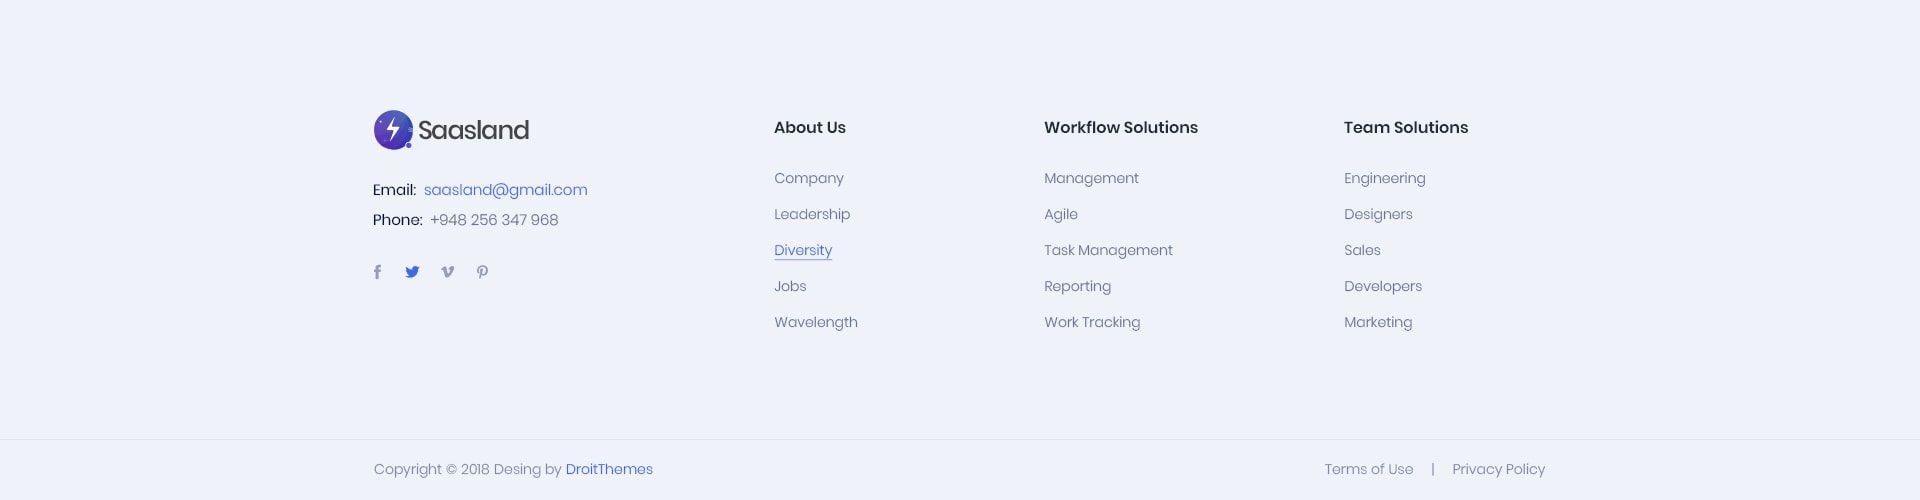 Saasland
Email: saasland@gmail.com
Phone: +948 256 347 968
About Us
Company
Leadership
Diversity
Jobs
Wavelength
Workflow Solutions
Management
Agile
Task Management
Reporting
Work Tracking
Team Solutions
Engineering
Designers
Sales
Developers
Marketing
Copyright © 2018 Desing by DroitThemes
Terms of Use | Privacy Policy